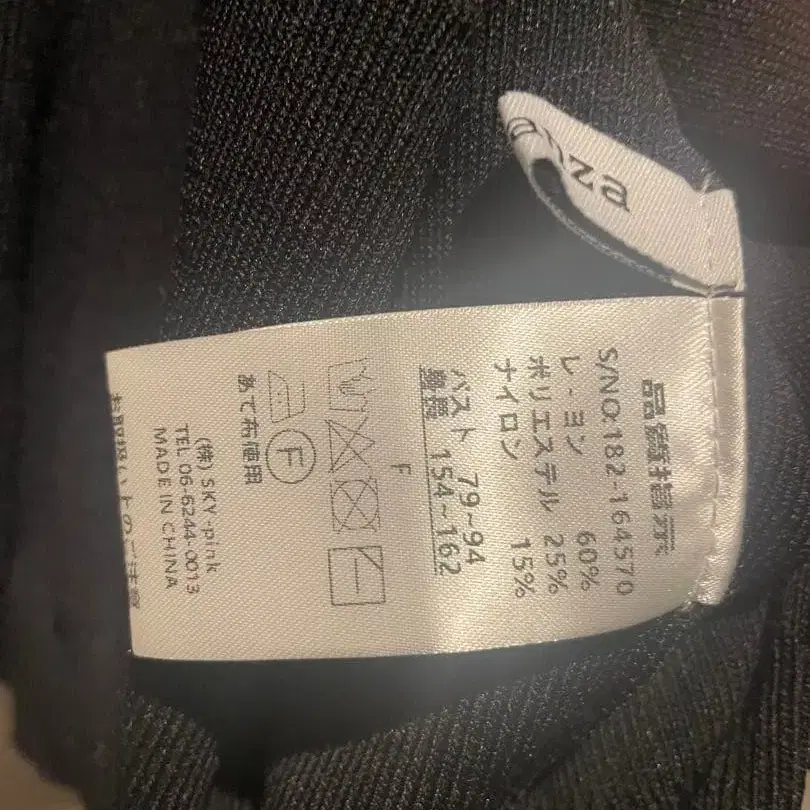 anza
品質表示
S/NO:182-164570
レーヨン 60%
ポリエステル 25%
ナイロン 15%
バスト 79~94
身長 154~162
F
F
あて布使用
(株) SKY-pink
TEL 06-6244-0013
MADE IN CHINA